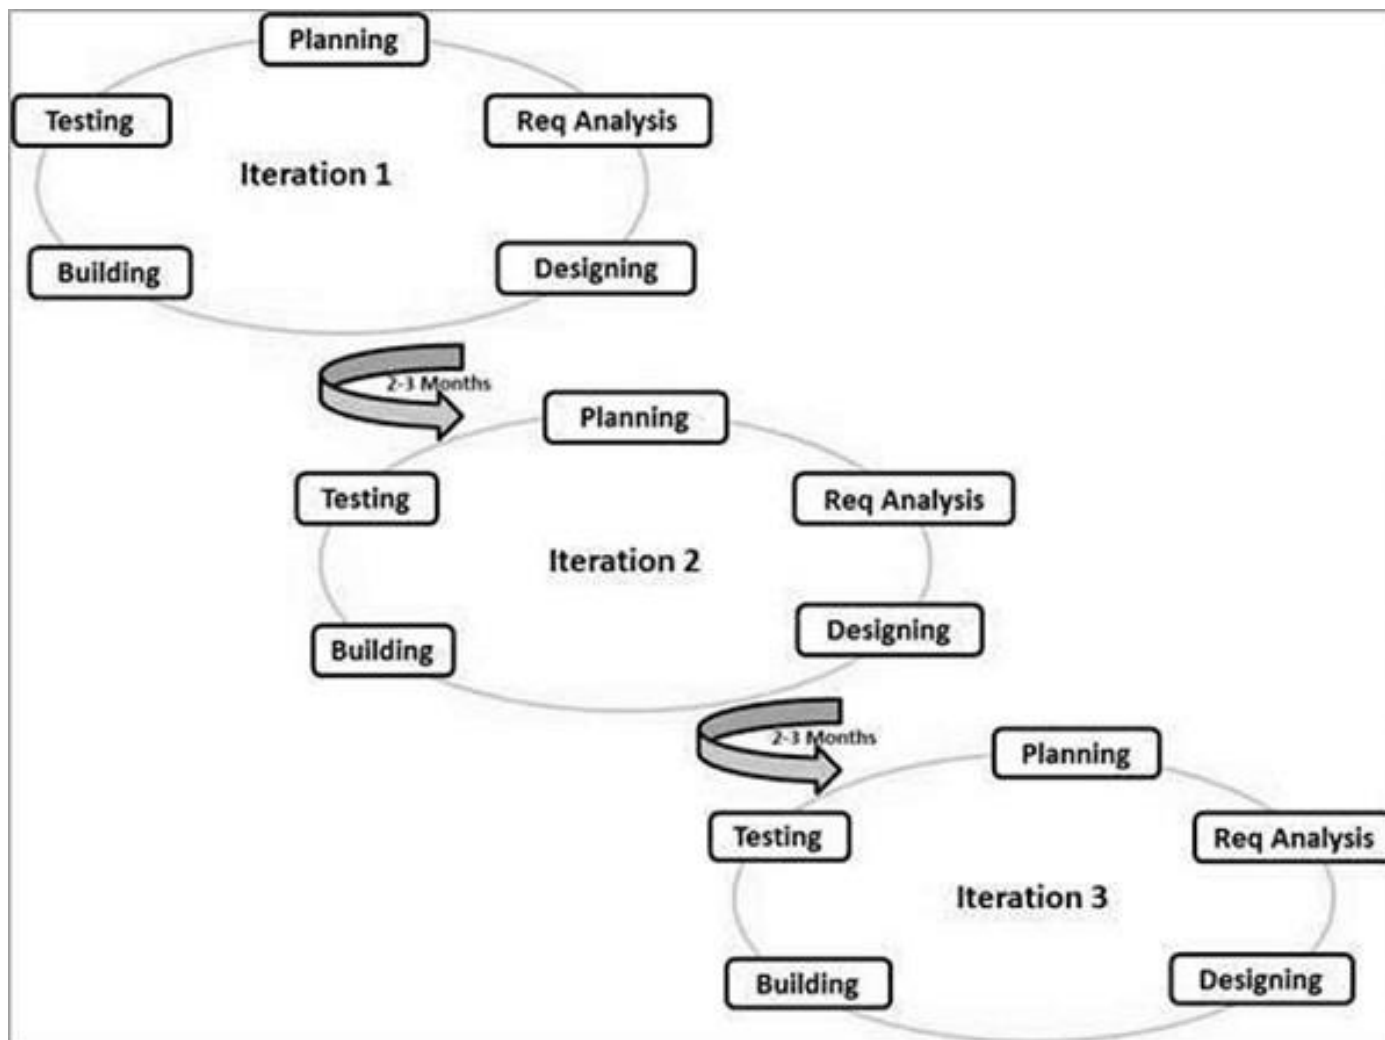 Planning
Testing
Req Analysis
Iteration 1
Building
Designing
2-3 Months
Planning
Testing
Req Analysis
Iteration 2
Building
Designing
2-3 Months
Planning
Testing
Req Analysis
Iteration 3
Building
Designing